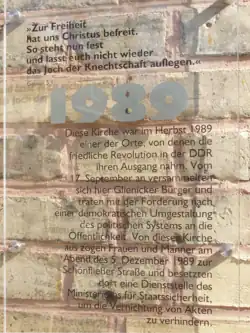 »Zur Freiheit
hat uns Christus befreit.
So steht nun fest
und lasst euch nicht wieder
das Joch der Knechtschaft auflegen.«
1989
Diese Kirche war im Herbst 1989
einer der Orte, von denen die
friedliche Revolution in der DDR
ihren Ausgang nahm. Vom
17. September an versammelten
sich hier Glienicker Bürger und
traten mit der Forderung nach
einer demokratischen Umgestaltung
des politischen Systems an die
Öffentlichkeit. Von dieser Kirche
aus zogen Frauen und Männer am
Abend des 5. Dezember 1989 zur
Schönfließer Straße und besetzten
dort eine Dienststelle des
Ministeriums für Staatssicherheit,
um die Vernichtung von Akten
zu verhindern.